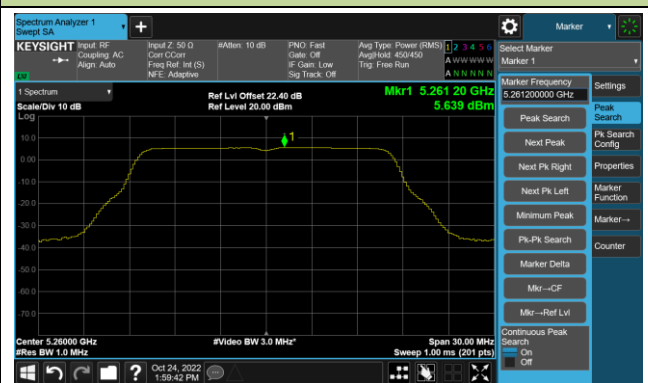 Spectrum Analyzer 1
Swept SA
Marker
KEYSIGHT
Input: RF
Coupling: AC
Align: Auto
Input Z: 50 Ω
Corr CCorr
Freq Ref: Int (S)
NFE: Adaptive
#Atten: 10 dB
PNO: Fast
Gate: Off
IF Gain: Low
Sig Track: Off
Avg Type: Power (RMS)
Avg|Hold: 450/450
Trig: Free Run
1 2 3 4 5 6
A W W W W W
A N N N N N
Select Marker
Marker 1
1 Spectrum
Scale/Div 10 dB
Log
Ref Lvl Offset 22.40 dB
Ref Level 20.00 dBm
Mkr1 5.261 20 GHz
5.639 dBm
1
10.0
0.00
-10.0
-20.0
-30.0
-40.0
-50.0
-60.0
-70.0
Center 5.26000 GHz
#Res BW 1.0 MHz
#Video BW 3.0 MHz*
Span 30.00 MHz
Sweep 1.00 ms (201 pts)
Marker Frequency
5.261200000 GHz
Peak Search
Next Peak
Next Pk Right
Next Pk Left
Minimum Peak
Pk-Pk Search
Marker Delta
Mkr→CF
Mkr→Ref Lvl
Continuous Peak
Search
On
Off
Settings
Peak
Search
Pk Search
Config
Properties
Marker
Function
Marker→
Counter
Oct 24, 2022
1:59:42 PM